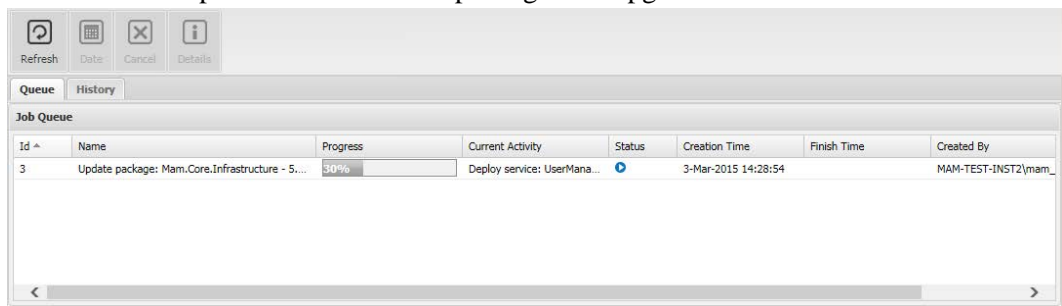 Refresh Date Cancel Details
Queue History
Job Queue
Id Name Progress Current Activity Status Creation Time Finish Time Created By
3 Update package: Mam.Core.Infrastructure - 5.... 30% Deploy service: UserMana... 3-Mar-2015 14:28:54 MAM-TEST-INST2\mam_